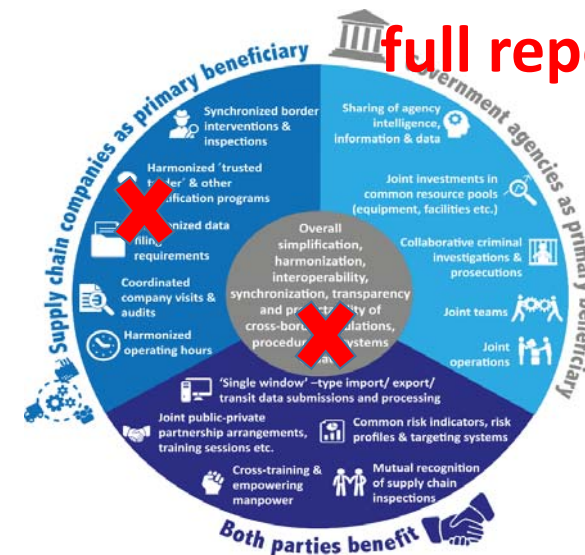 full rep
Supply chain companies as primary beneficiary
agencies as primary beneficiary
Both parties benefit
Synchronized border
interventions &
inspections
Harmonized ‘trusted
& other
programs
data
filing
requirements
Coordinated
company visits &
audits
Harmonized
operating hours
Sharing of agency
intelligence,
information & data
Joint investments in
common resource pools
(equipment, facilities etc.)
Collaborative criminal
investigations &
prosecutions
Joint teams
Joint
operations
Overall
simplification,
harmonization,
interoperability,
synchronization, transparency
and of
'Single window' –type import/ export/
transit data submissions and processing
Joint public-private
partnership arrangements,
training sessions etc.
Common risk indicators, risk
profiles & targeting systems
Cross-training &
empowering
manpower
Mutual recognition
of supply chain
inspections